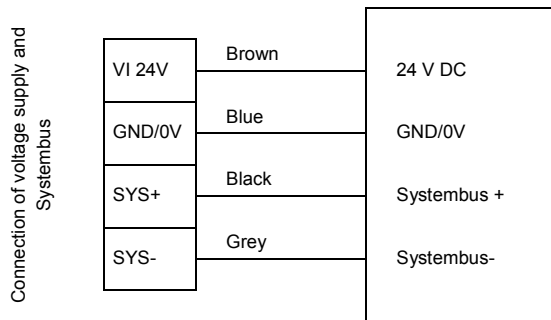 Connection of voltage supply and
Systembus
VI 24V
Brown
24 V DC
GND/0V
Blue
GND/0V
SYS+
Black
Systembus +
SYS-
Grey
Systembus-